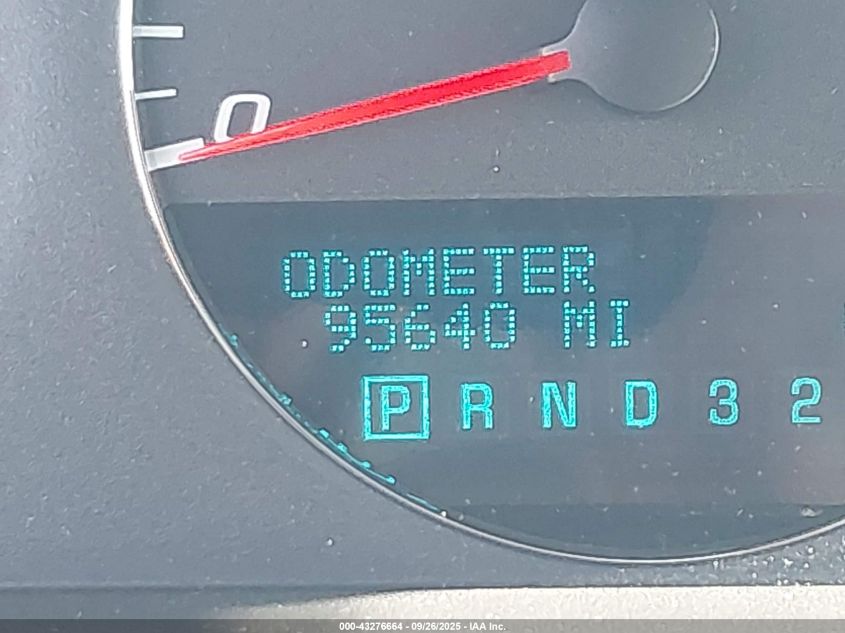 0
ODOMETER
95640 MI
P R N D 3 2
000-43276664 - 09/26/2025 - IAA Inc.